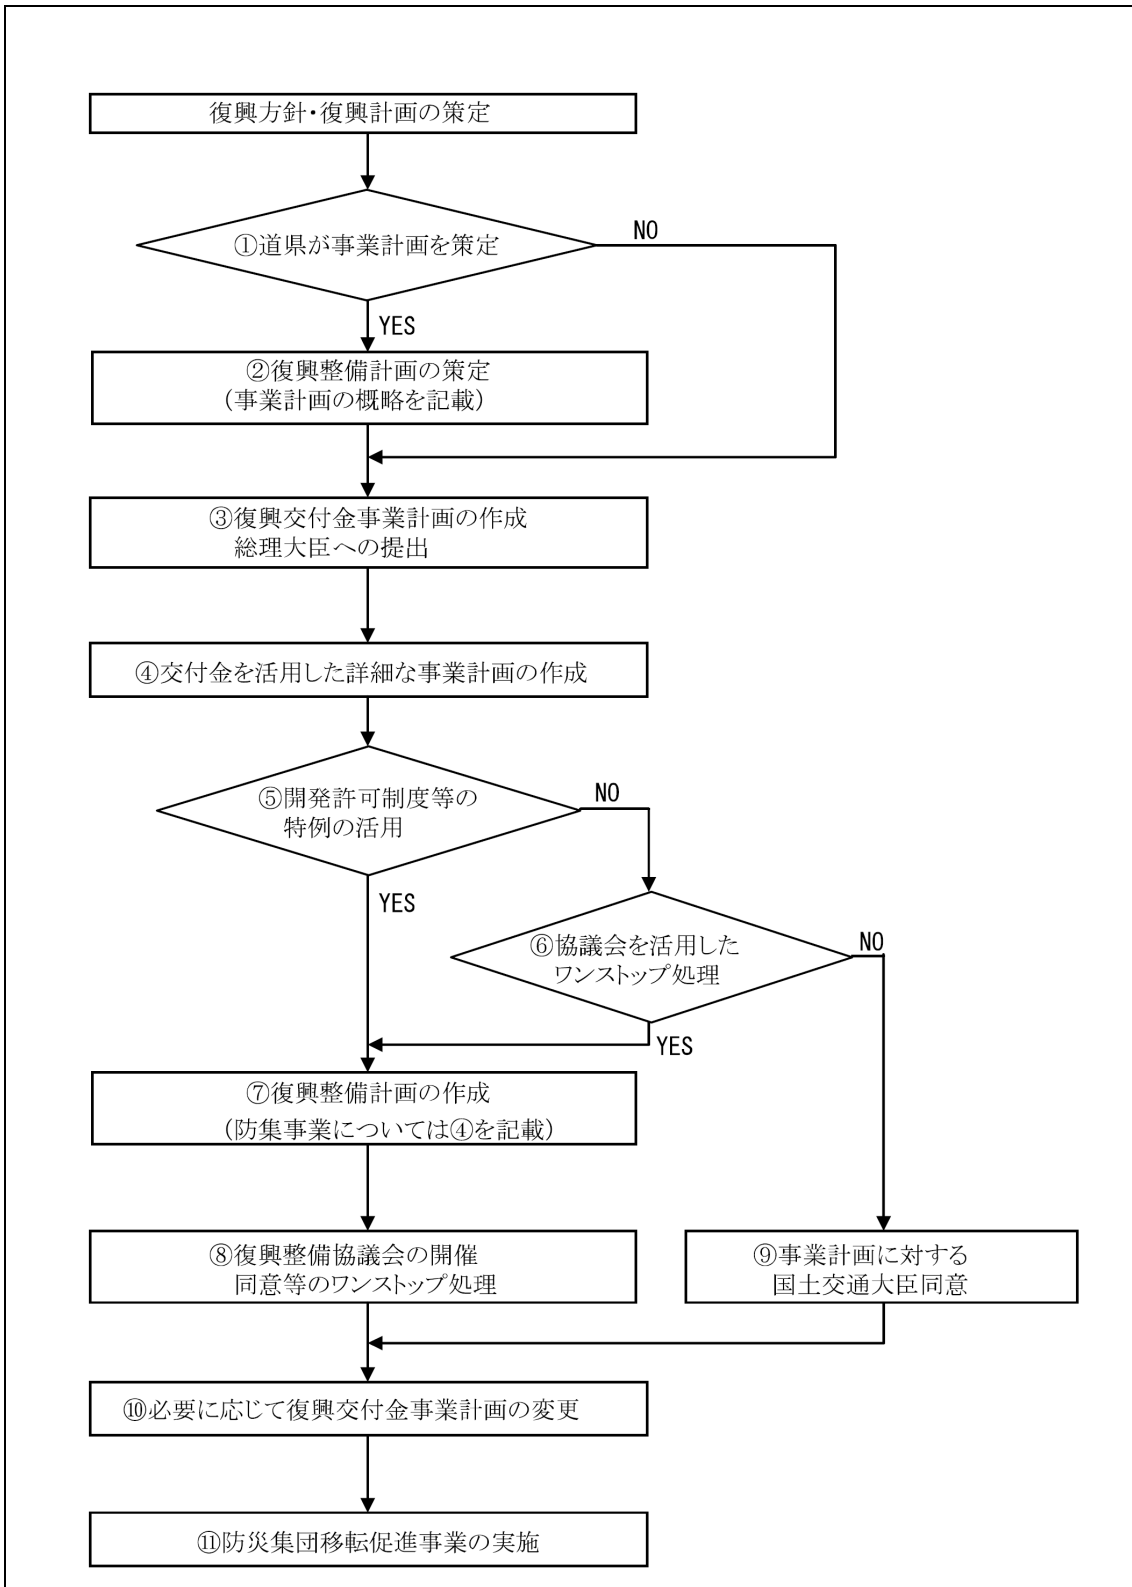 復興方針・復興計画の策定
①道県が事業計画を策定
NO
YES
②復興整備計画の策定
（事業計画の概略を記載）
③復興交付金事業計画の作成
総理大臣への提出
④交付金を活用した詳細な事業計画の作成
⑤開発許可制度等の
特例の活用
NO
YES
⑥協議会を活用した
ワンストップ処理
NO
YES
⑦復興整備計画の作成
（防集事業については④を記載）
⑧復興整備協議会の開催
同意等のワンストップ処理
⑨事業計画に対する
国土交通大臣同意
⑩必要に応じて復興交付金事業計画の変更
⑪防災集団移転促進事業の実施